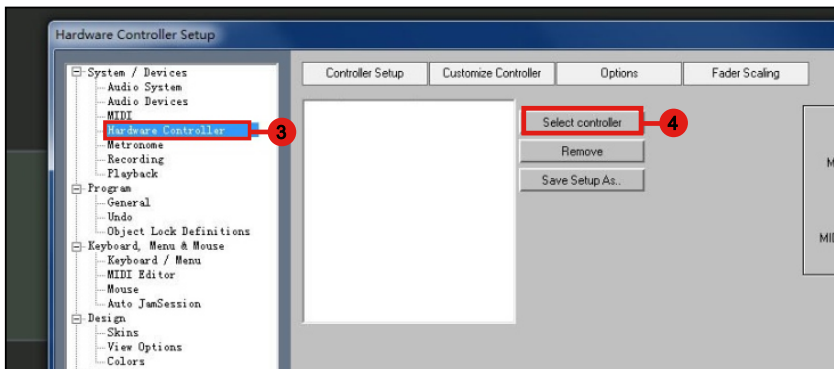 Hardware Controller Setup
System / Devices
Audio System
Audio Devices
MIDI
Hardware Controller
3
Metronome
Recording
Playback
Program
General
Undo
Object Lock Definitions
Keyboard, Menu & Mouse
Keyboard / Menu
MIDI Editor
Mouse
Auto JamSession
Design
Skins
View Options
Colors
Controller Setup
Customize Controller
Options
Fader Scaling
Select controller
4
Remove
Save Setup As..